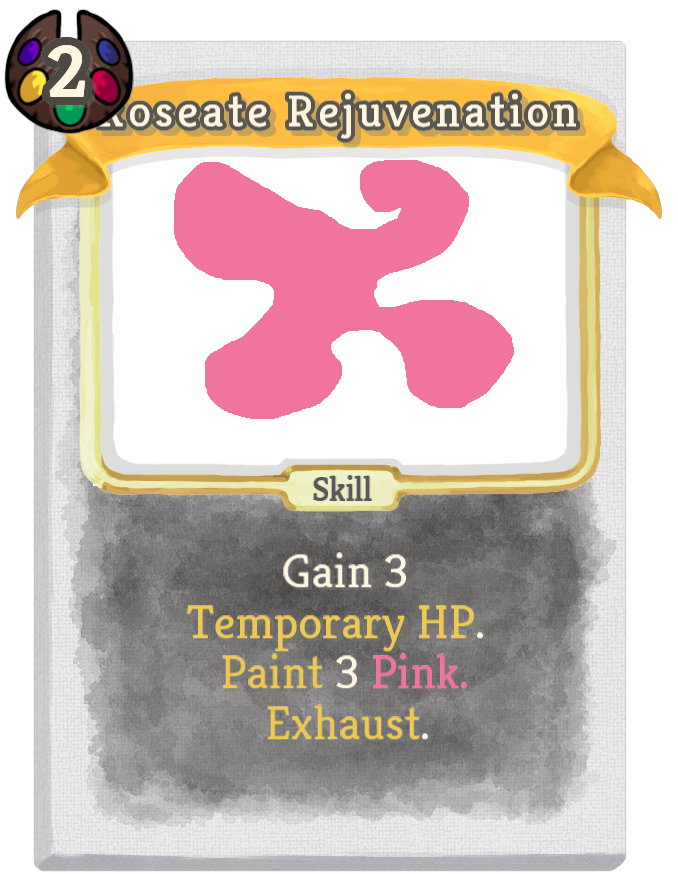 2
Roseate Rejuvenation
Skill
Gain 3
Temporary HP.
Paint 3 Pink.
Exhaust.